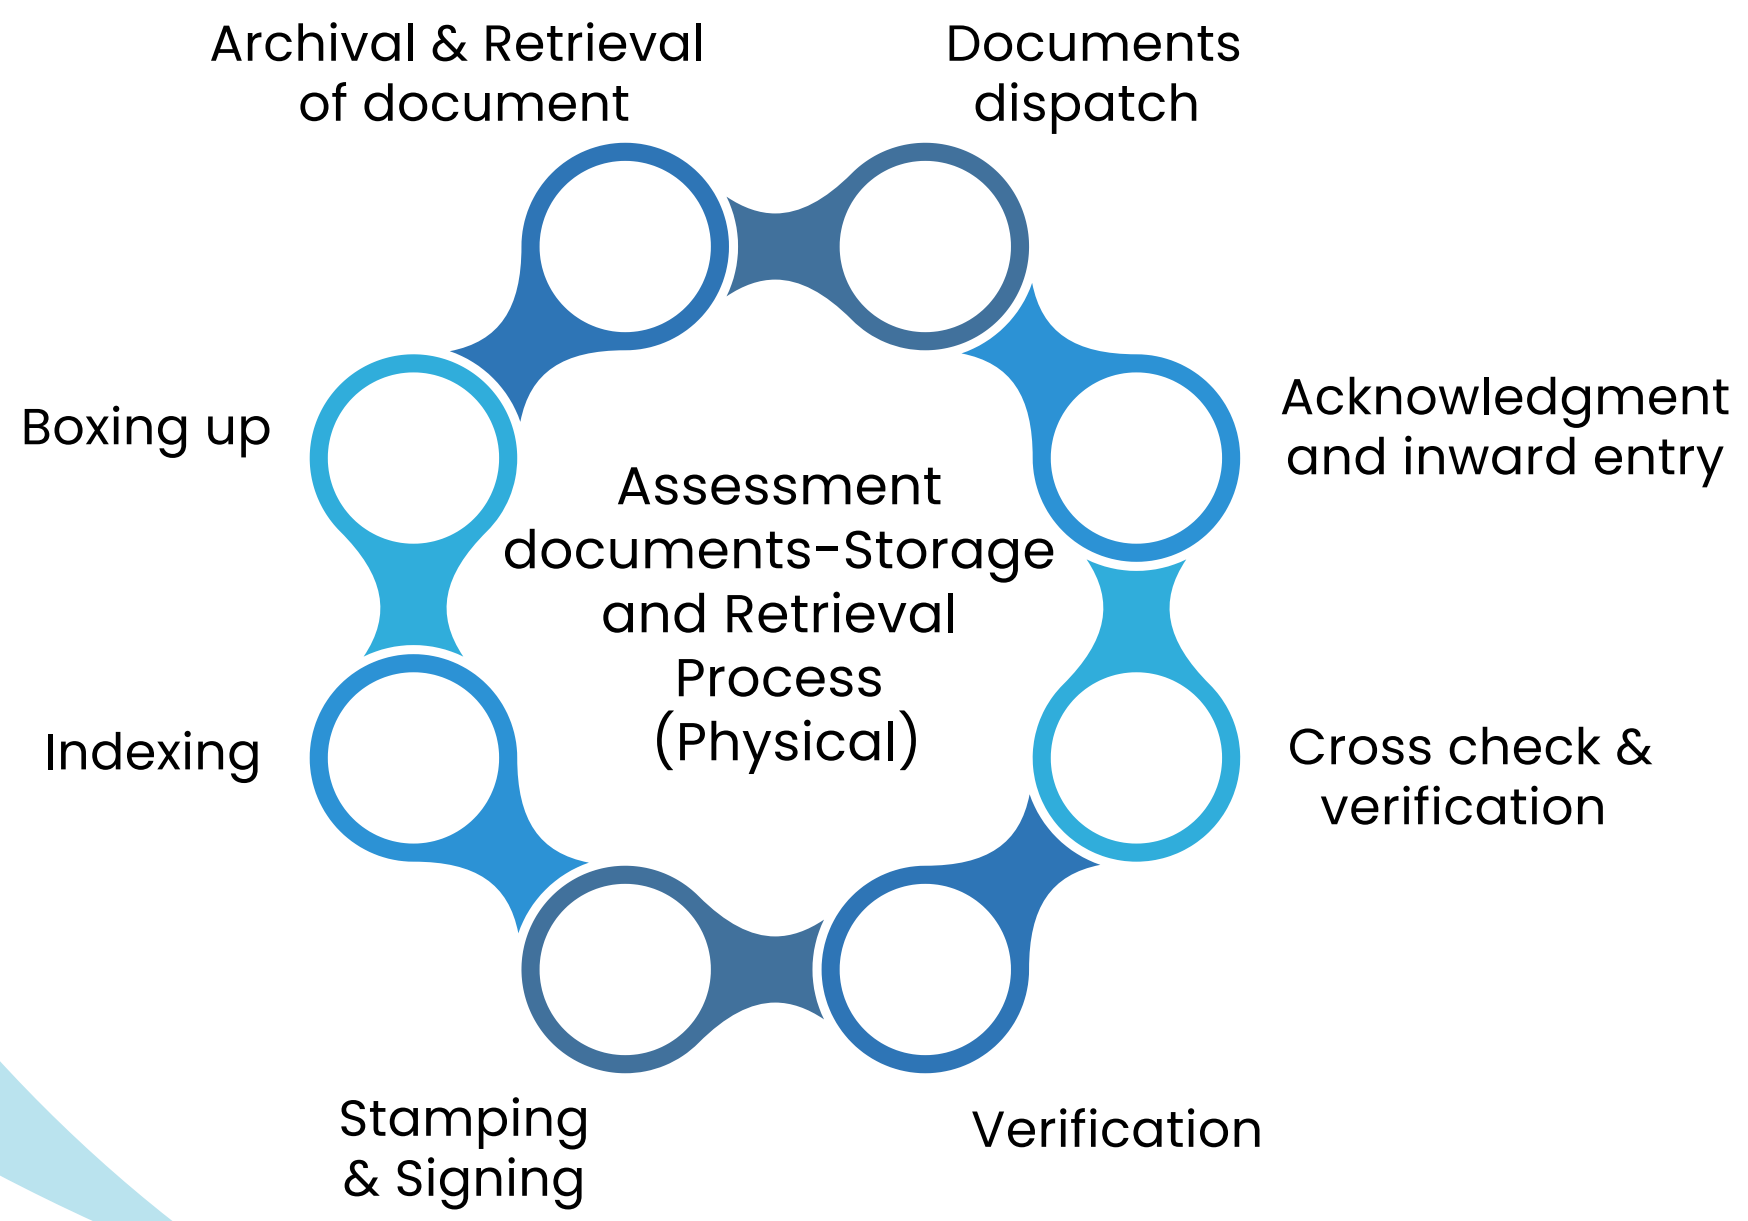 Archival & Retrieval
of document
Documents
dispatch
Acknowledgment
and inward entry
Cross check &
verification
Verification
Stamping
& Signing
Indexing
Boxing up
Assessment
documents-Storage
and Retrieval
Process
(Physical)